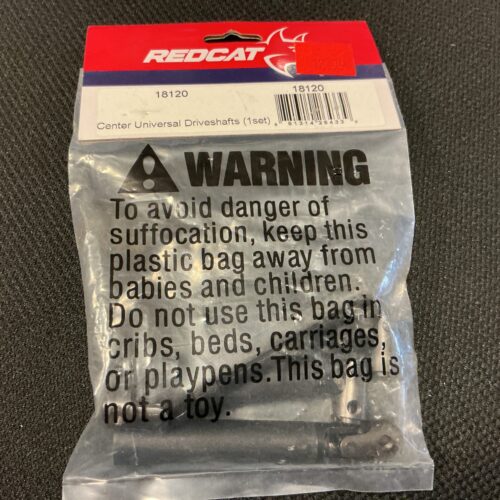 REDCAT
18120
18120
Center Universal Driveshafts (1set)
WARNING
To avoid danger of
suffocation, keep this
plastic bag away from
babies and children.
Do not use this bag in
cribs, beds, carriages,
or playpens.This bag is
not a toy.